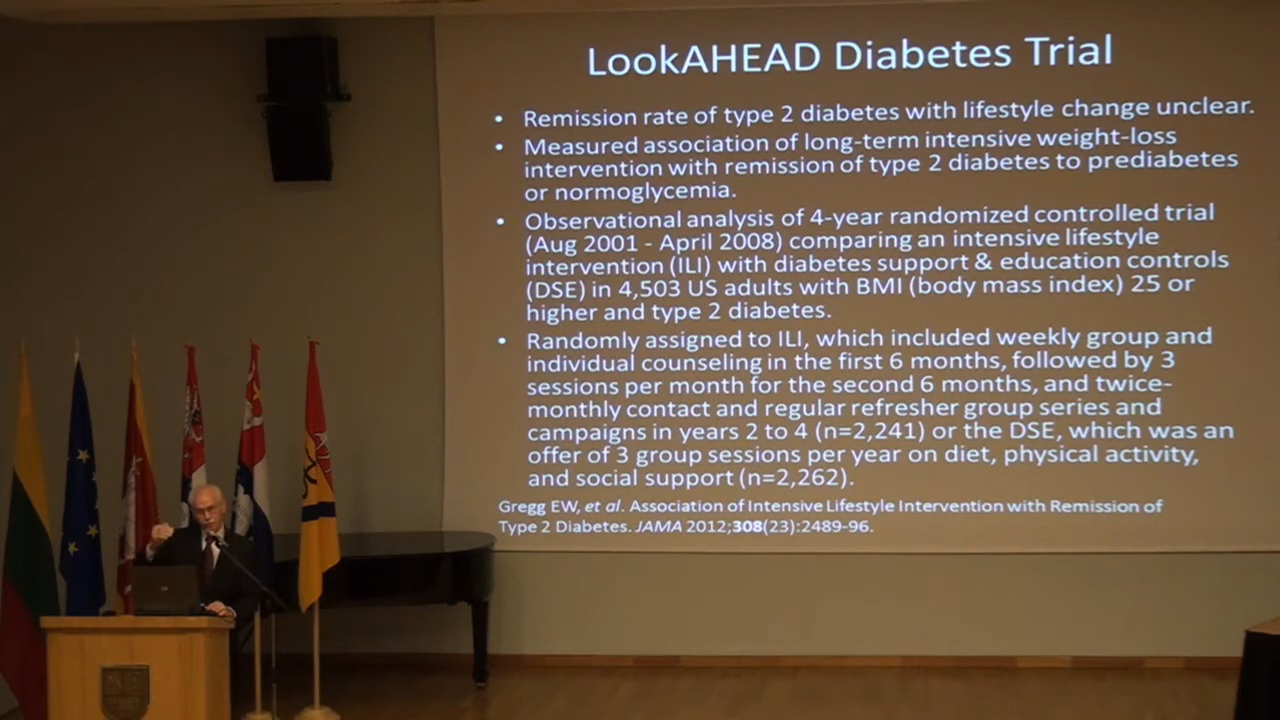 LookAHEAD Diabetes Trial
• Remission rate of type 2 diabetes with lifestyle change unclear.
• Measured association of long-term intensive weight-loss
intervention with remission of type 2 diabetes to prediabetes
or normoglycemia.
• Observational analysis of 4-year randomized controlled trial
(Aug 2001 - April 2008) comparing an intensive lifestyle
intervention (ILI) with diabetes support & education controls
(DSE) in 4,503 US adults with BMI (body mass index) 25 or
higher and type 2 diabetes.
• Randomly assigned to ILI, which included weekly group and
individual counseling in the first 6 months, followed by 3
sessions per month for the second 6 months, and twice-
monthly contact and regular refresher group series and
campaigns in years 2 to 4 (n=2,241) or the DSE, which was an
offer of 3 group sessions per year on diet, physical activity,
and social support (n=2,262).
Gregg EW, et al. Association of Intensive Lifestyle Intervention with Remission of
Type 2 Diabetes. JAMA 2012;308(23):2489-96.